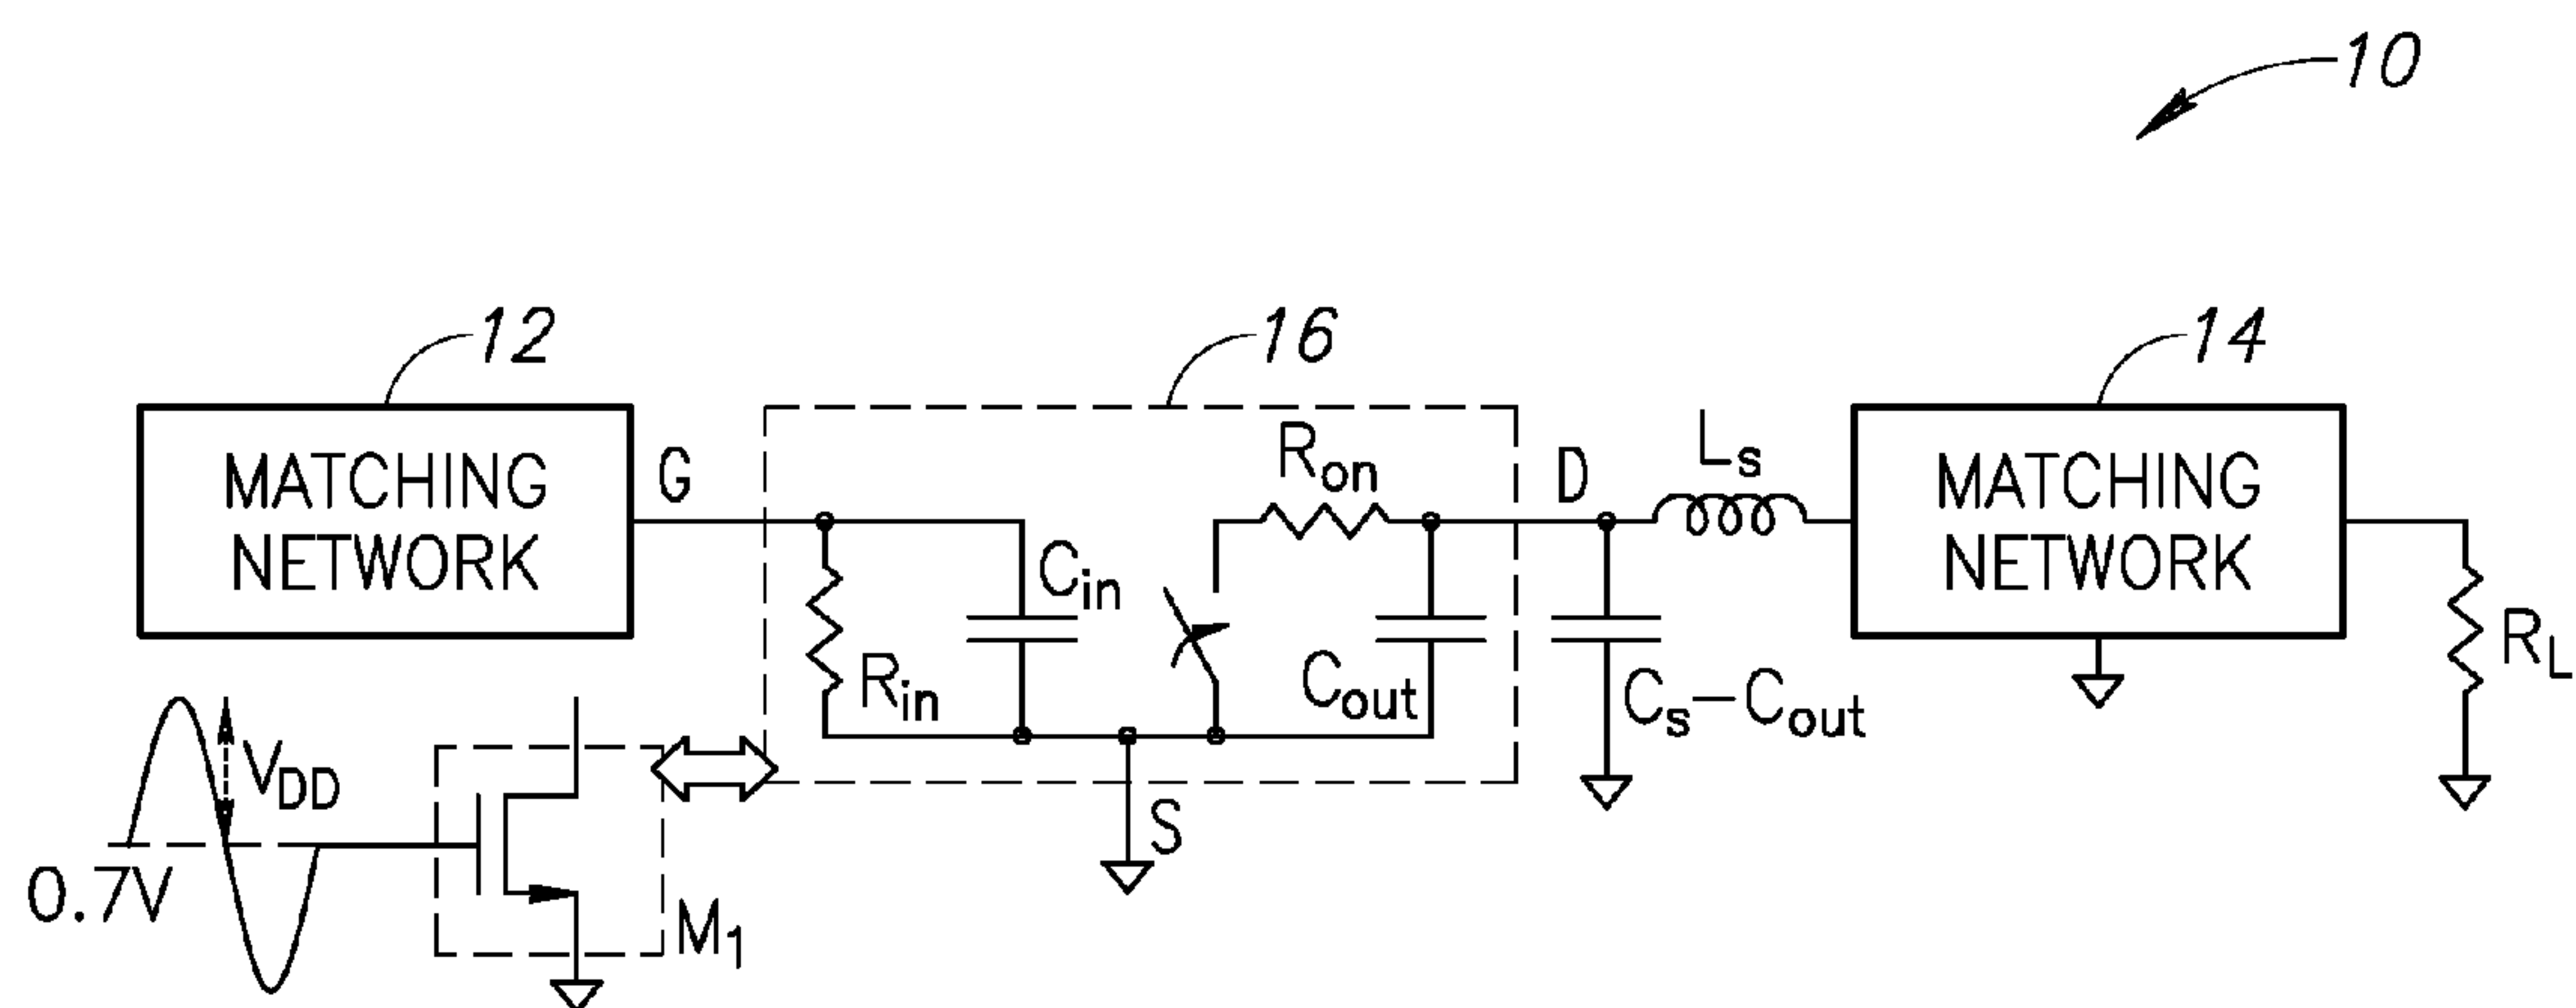 10
12
16
14
MATCHING
NETWORK
G
Rin
Cin
Ron
Cout
D
Ls
Cs–Cout
MATCHING
NETWORK
RL
S
VDD
0.7V
M1